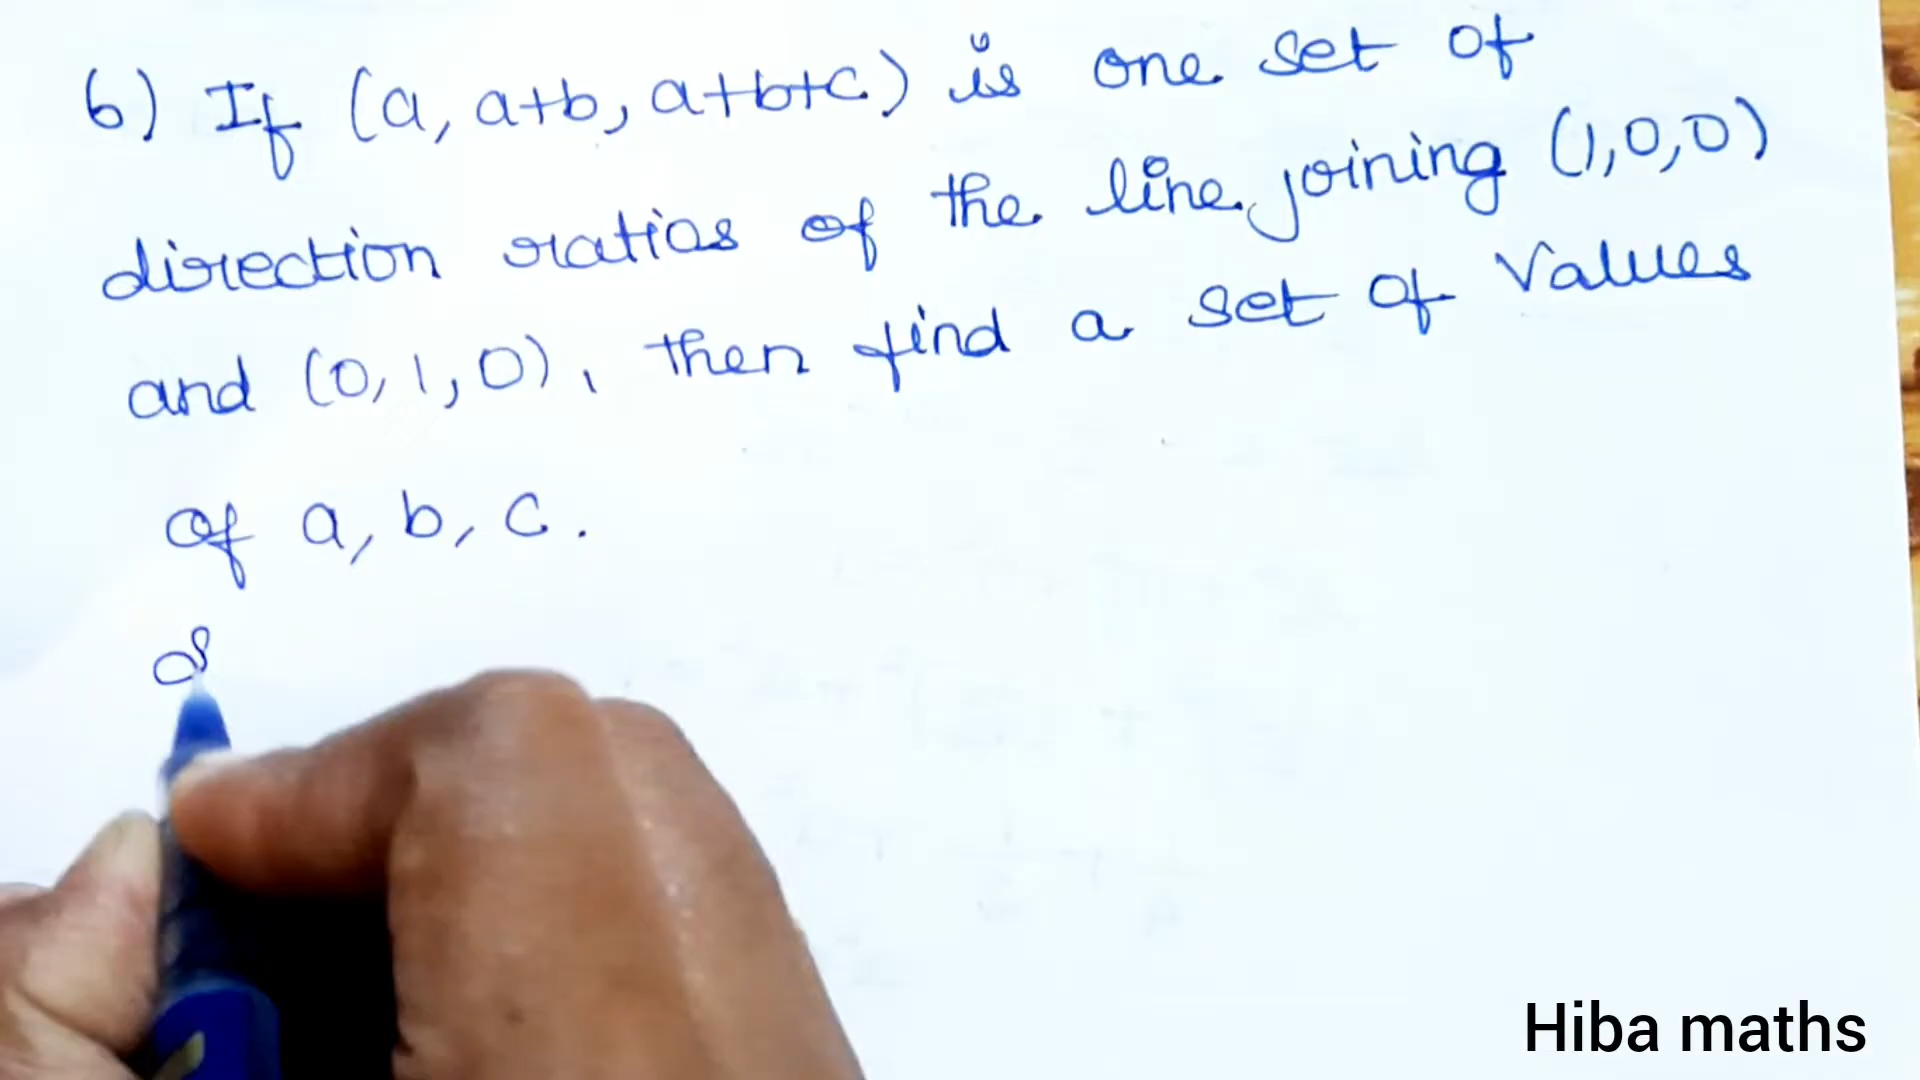 6) If (a, a+b, a+b+c) is one set of
direction ratios of the line joining (1,0,0)
and (0,1,0), then find a set of values
of a, b, c.
Hiba maths